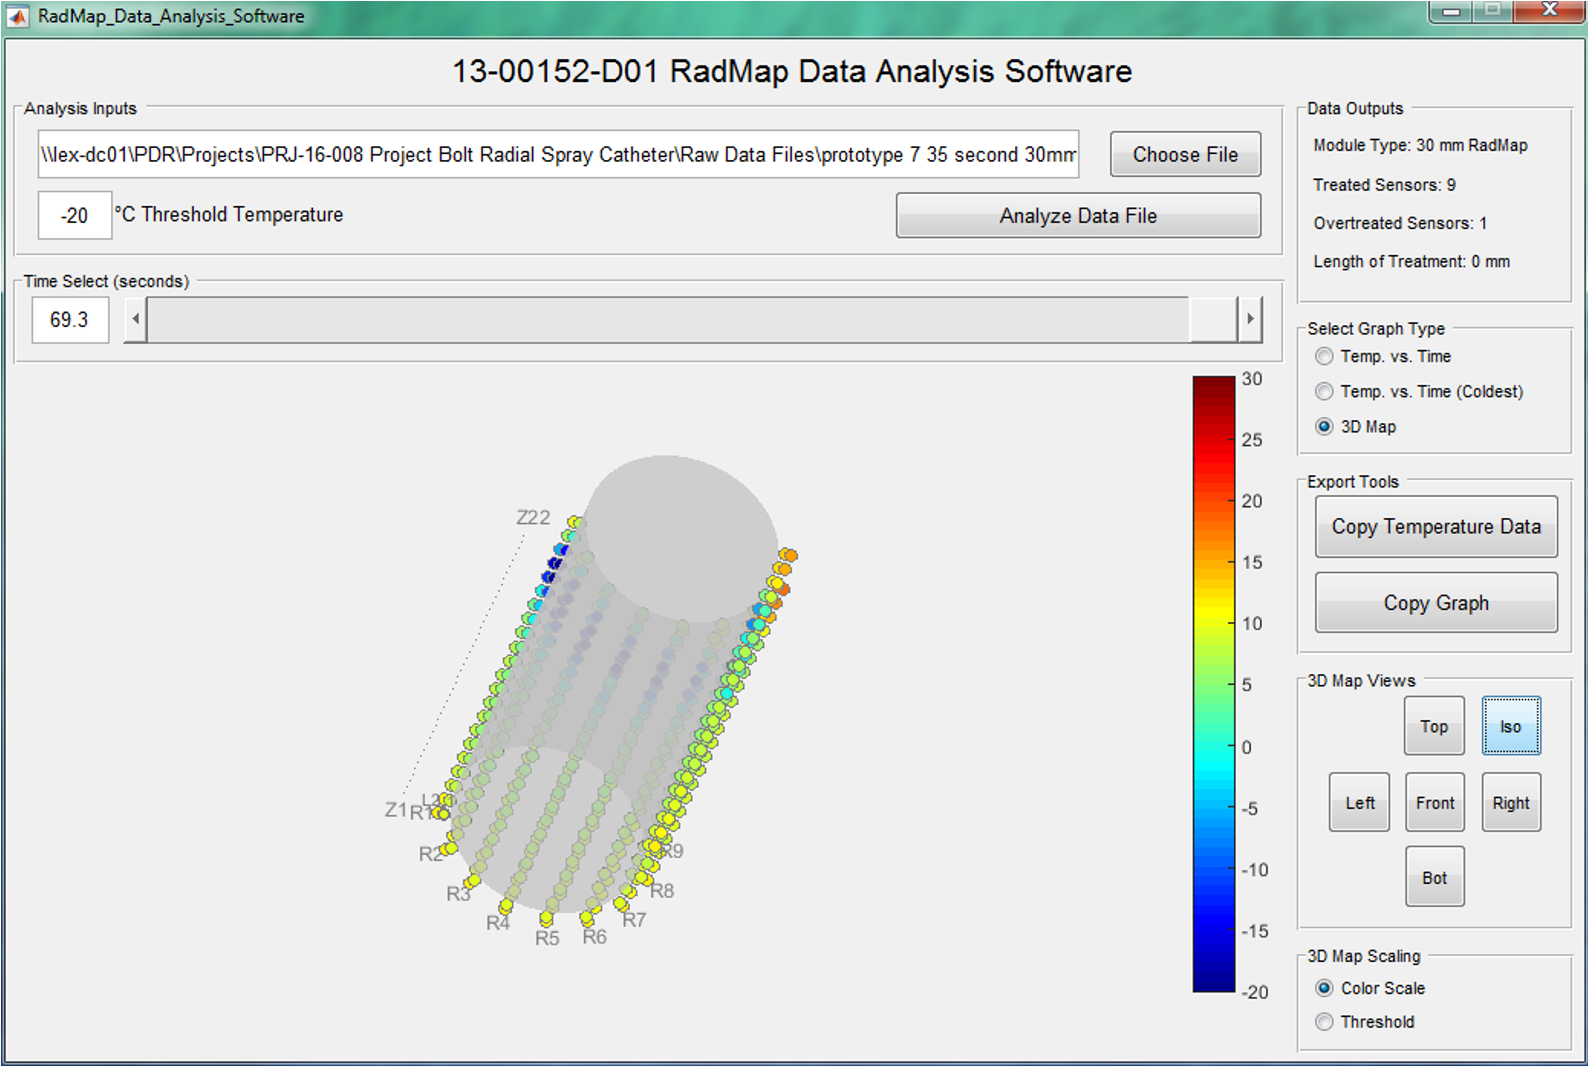 RadMap_Data_Analysis_Software
13-00152-D01 RadMap Data Analysis Software
Analysis Inputs
\\lex-dc01\PDR\Projects\PRJ-16-008 Project Bolt Radial Spray Catheter\Raw Data Files\prototype 7 35 second 30mm
Choose File
-20 °C Threshold Temperature
Analyze Data File
Time Select (seconds)
69.3
Z22
Z1
R2
R3
R4
R5
R6
R7
R8
R9
30
25
20
15
10
5
0
-5
-10
-15
-20
Data Outputs
Module Type: 30 mm RadMap
Treated Sensors: 9
Overtreated Sensors: 1
Length of Treatment: 0 mm
Select Graph Type
Temp. vs. Time
Temp. vs. Time (Coldest)
3D Map
Export Tools
Copy Temperature Data
Copy Graph
3D Map Views
Top
Iso
Left
Front
Right
Bot
3D Map Scaling
Color Scale
Threshold